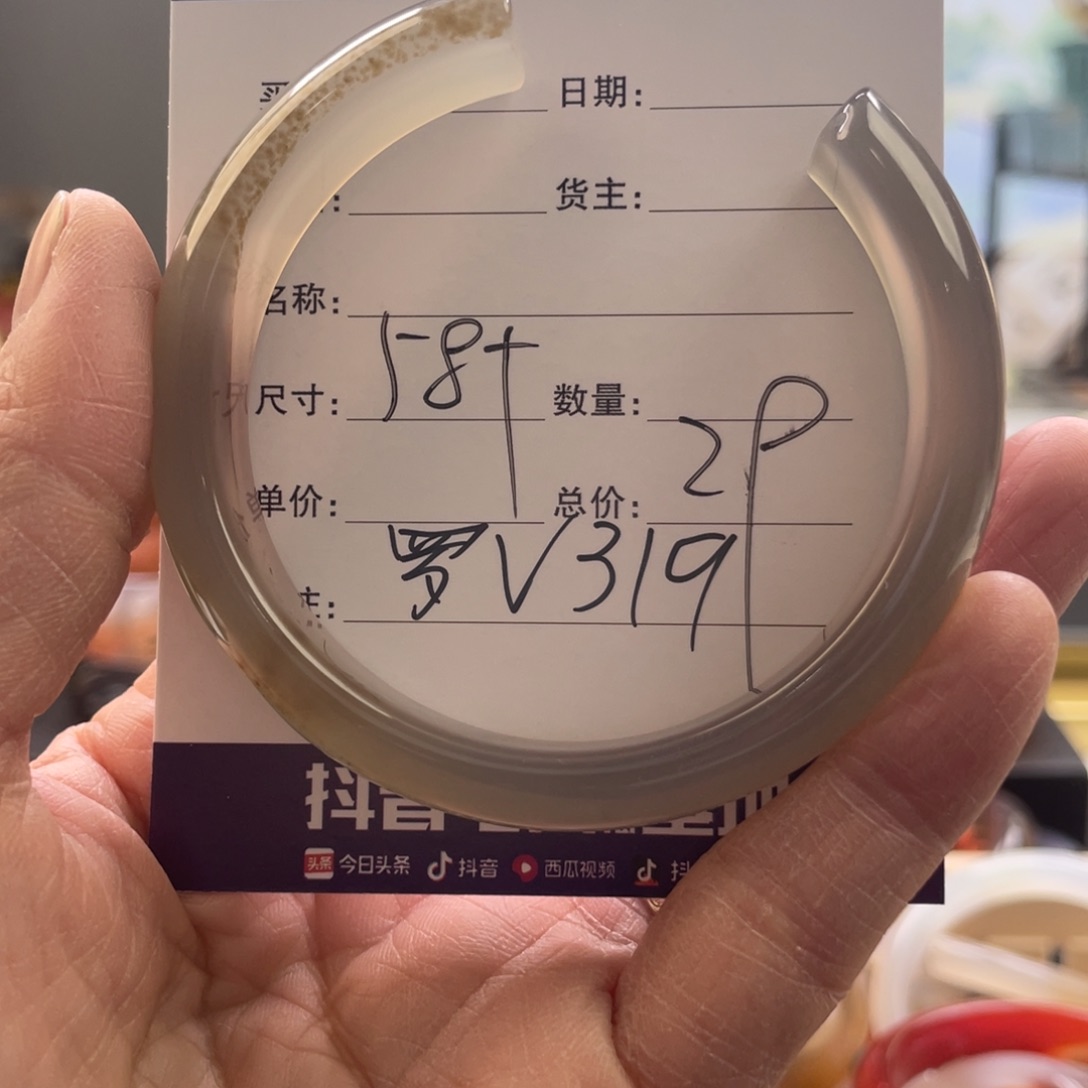 日期：
货主：
名称：
尺寸：58+ 数量：
单价： 总价：2P
罗V319
抖音
头条 今日头条 抖音 西瓜视频 抖